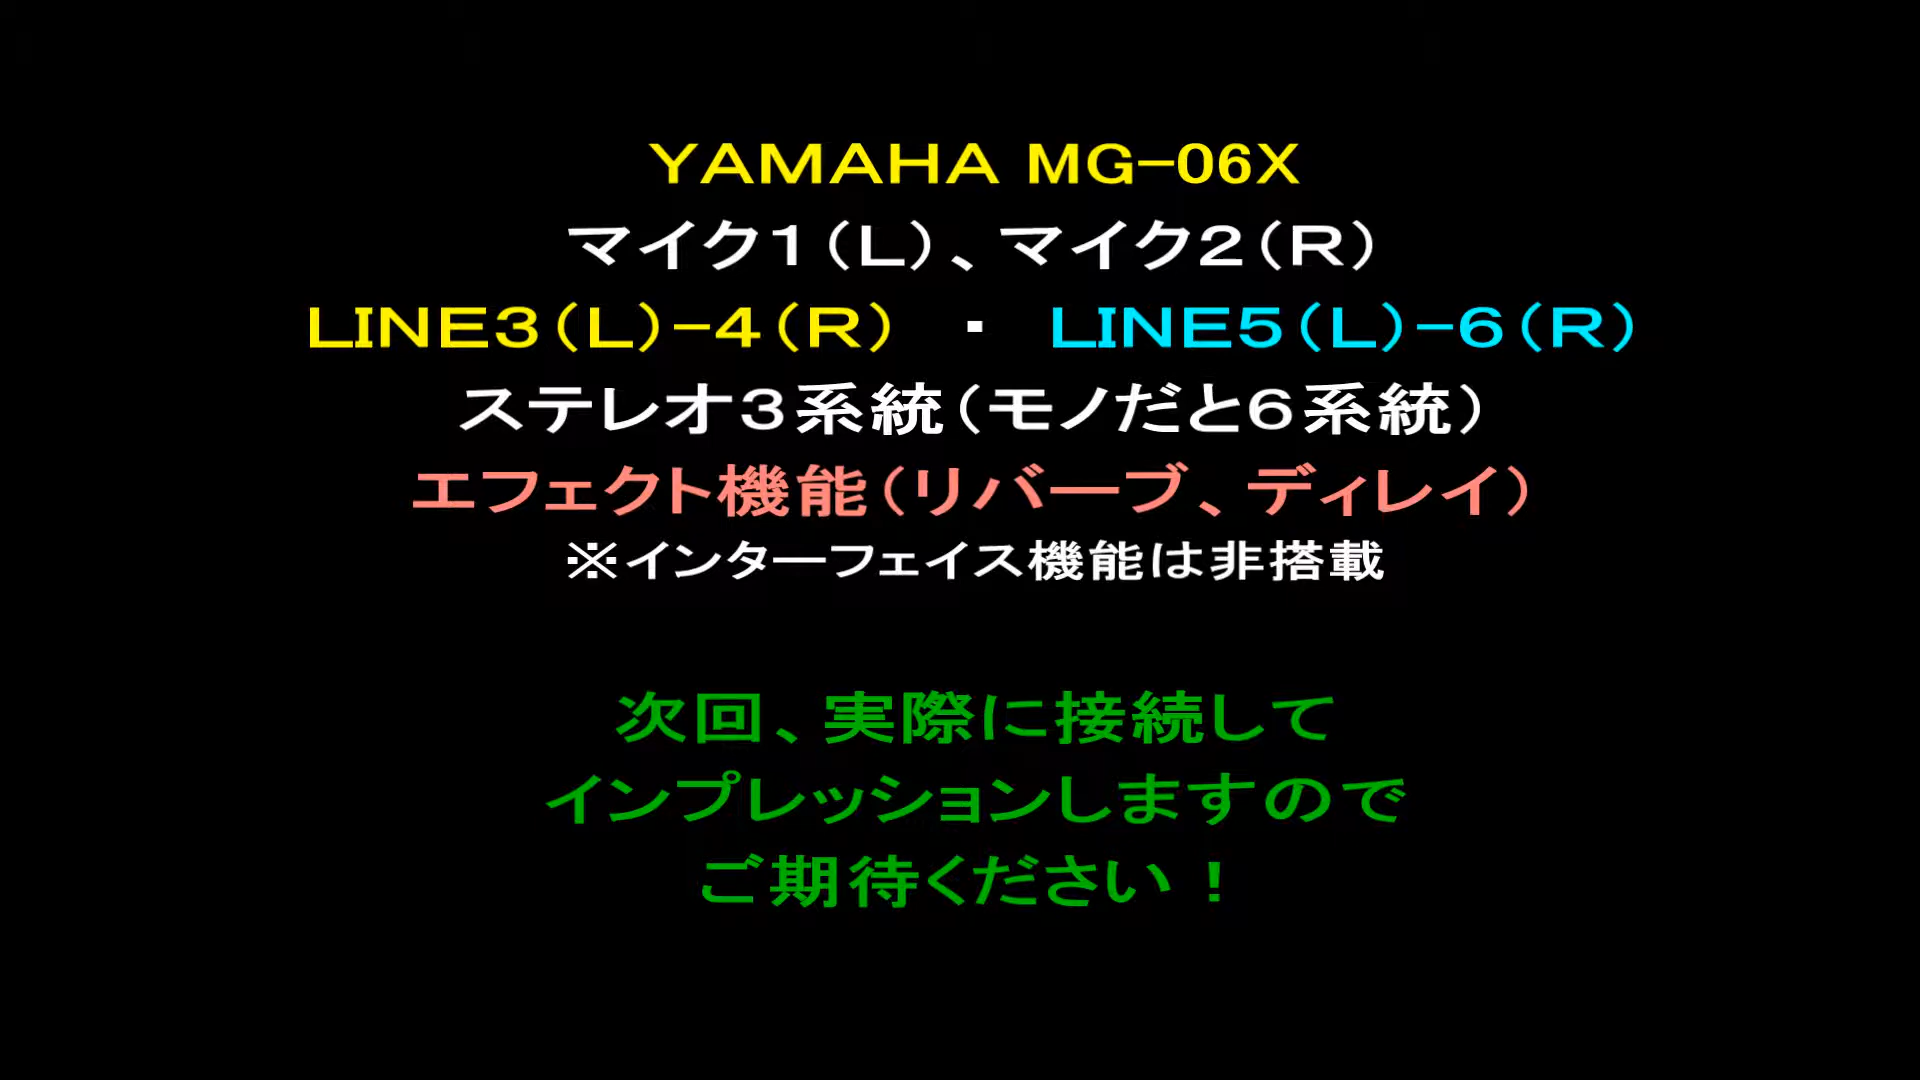 YAMAHA MG-06X
マイク1(L)、マイク2(R)
LINE3(L)-4(R) ・ LINE5(L)-6(R)
ステレオ3系統(モノだと6系統)
エフェクト機能(リバーブ、ディレイ)
※インターフェイス機能は非搭載
次回、実際に接続して
インプレッションしますので
ご期待ください!